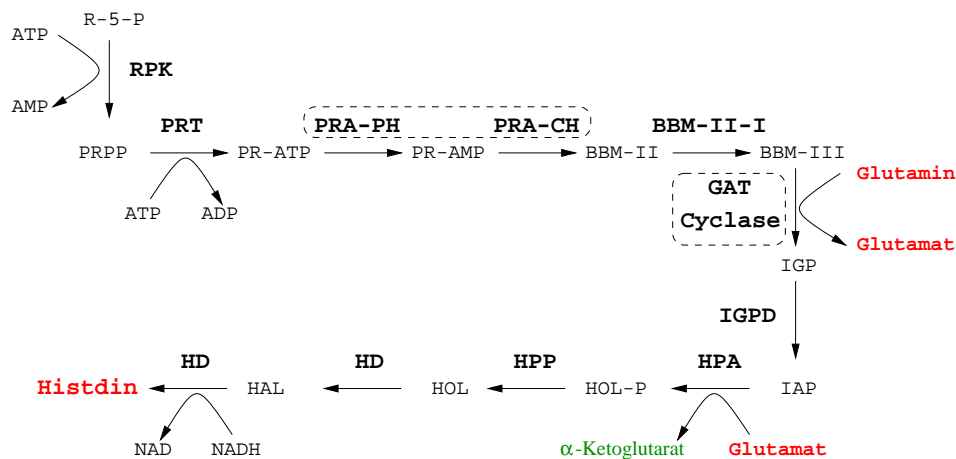 R-5-P
ATP
RPK
AMP
PRT PRA-PH PRA-CH BBM-II-I
PRPP PR-ATP PR-AMP BBM-II BBM-III
Glutamin
GAT
ATP ADP
Cyclase
Glutamat
IGP
IGPD
HD HD HPP HPA
Histdin HAL HOL HOL-P IAP
NAD NADH α-Ketoglutarat Glutamat